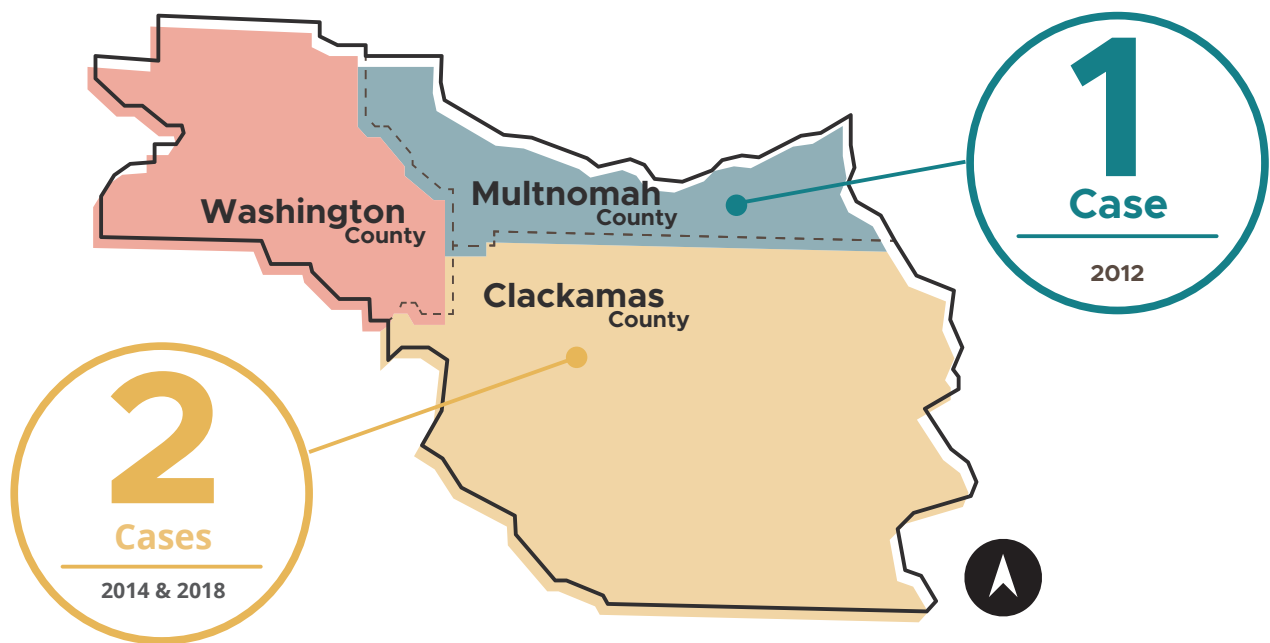 1
Case
2012
Multnomah
County
Washington
County
Clackamas
County
2
Cases
2014 & 2018